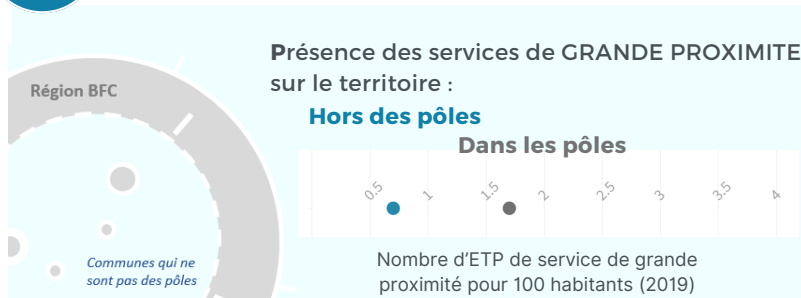 Présence des services de GRANDE PROXIMITE
sur le territoire :
Région BFC
Hors des pôles
Dans les pôles
0.5 1 1.5 2 2.5 3 3.5 4
Communes qui ne
sont pas des pôles
Nombre d’ETP de service de grande
proximité pour 100 habitants (2019)